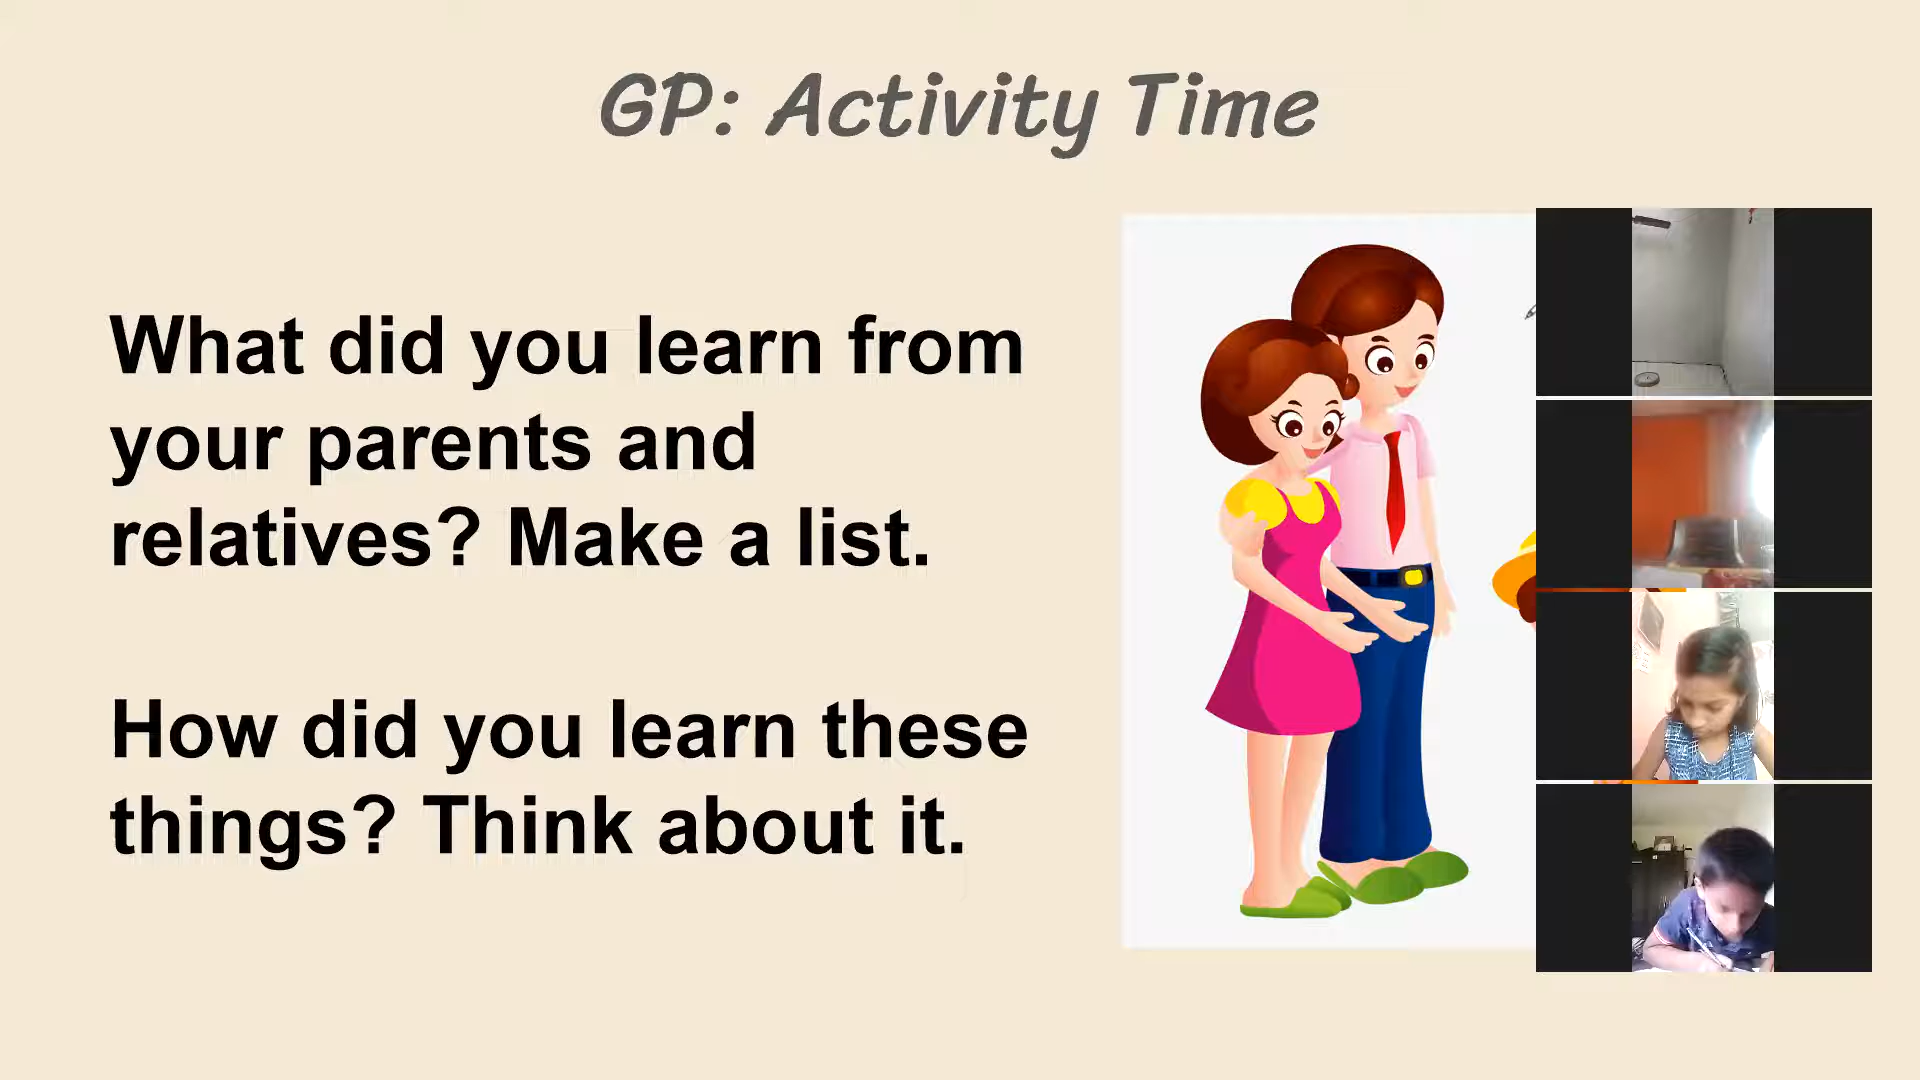 GP: Activity Time
What did you learn from
your parents and
relatives? Make a list.
How did you learn these
things? Think about it.